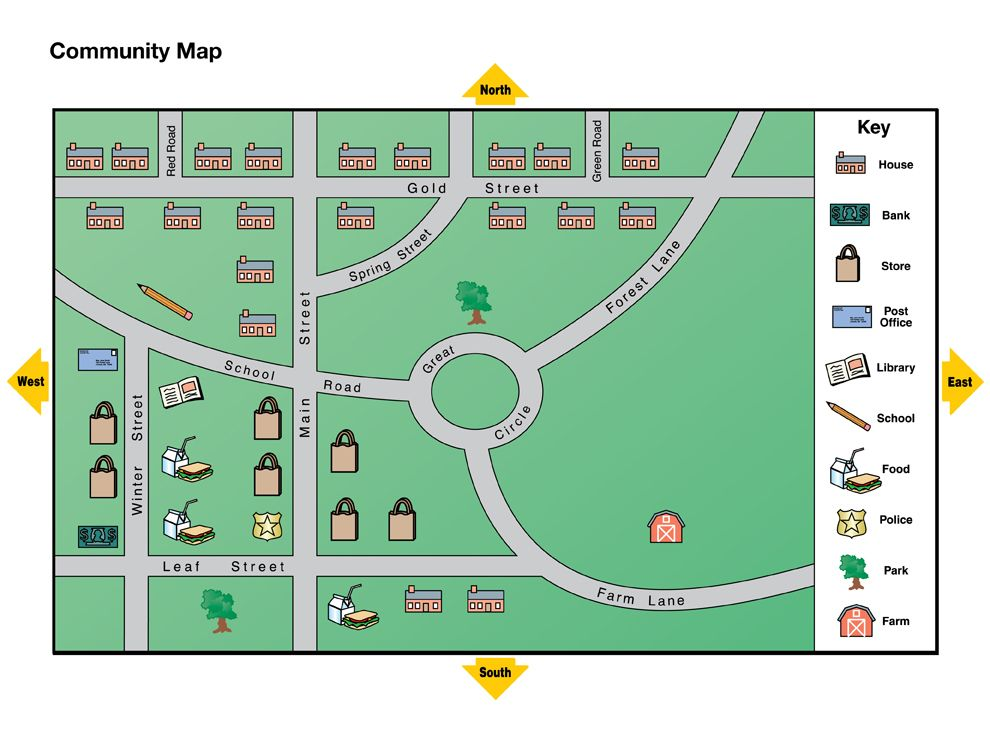 Community Map
North
Red Road
Green Road
Gold Street
Spring Street
Forest Lane
Main Street
School Road
Great Circle
Winter Street
Leaf Street
Farm Lane
West
East
South
Key
House
Bank
Store
Post
Office
Library
School
Food
Police
Park
Farm